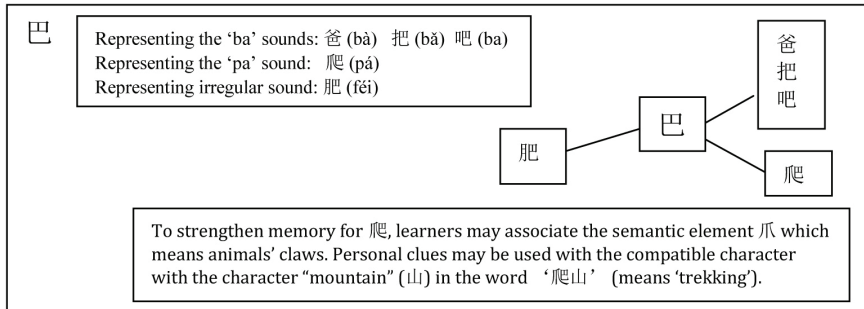 巴
Representing the ‘ba’ sounds: 爸 (bà) 把 (bǎ) 吧 (ba)
Representing the ‘pa’ sound: 爬 (pá)
Representing irregular sound: 肥 (féi)
爸
把
吧
巴
肥
爬
To strengthen memory for 爬, learners may associate the semantic element 爪 which
means animals’ claws. Personal clues may be used with the compatible character
with the character “mountain” (山) in the word ‘爬山’ (means ‘trekking’).